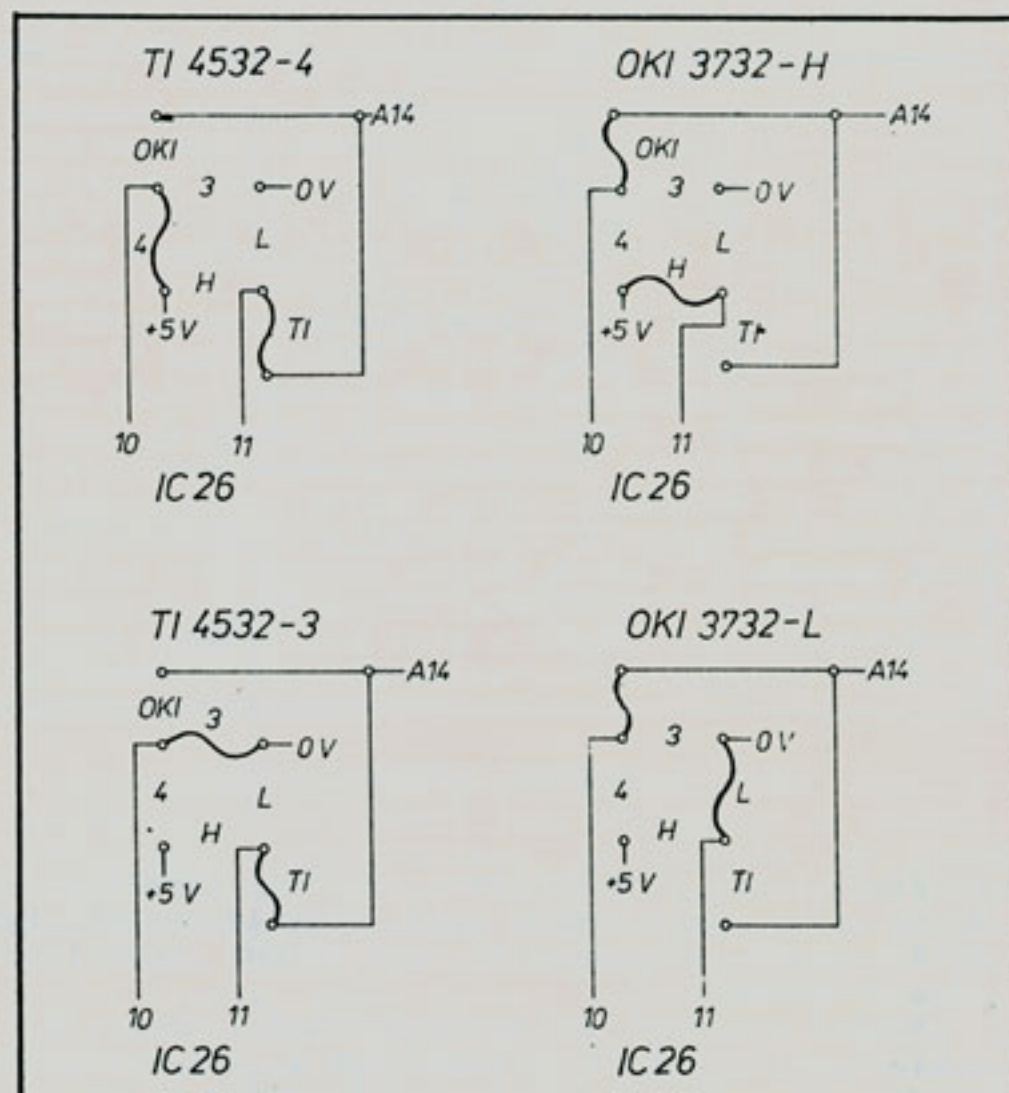 TI 4532-4
A14
OKI
3
0V
4
L
H
+5V
TI
10
11
IC26
OKI 3732-H
A14
OKI
3
0V
4
L
H
+5V
TI
10
11
IC26
TI 4532-3
A14
OKI
3
0V
4
L
H
+5V
TI
10
11
IC26
OKI 3732-L
A14
3
0V
4
L
H
+5V
TI
10
11
IC26